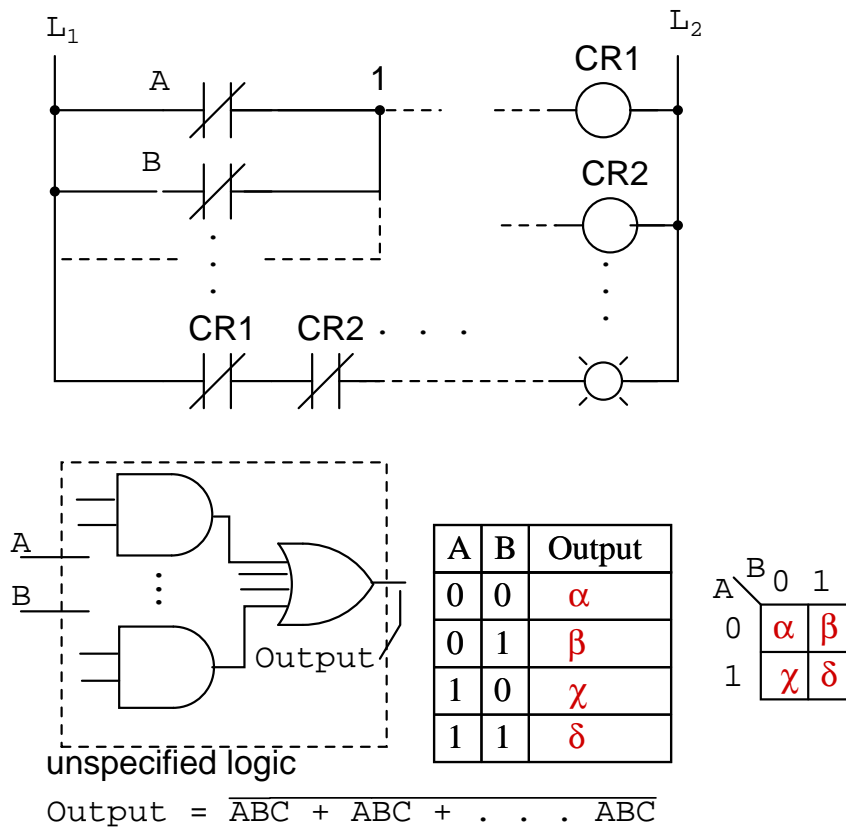 L₁ L₂
CR1
A 1
B CR2
CR1 CR2 . . .
A
B
Output
unspecified logic
A B Output
0 0 α
0 1 β
1 0 χ
1 1 δ
B 0 1
A
0 α β
1 χ δ
Output = ABC + ABC + . . . ABC